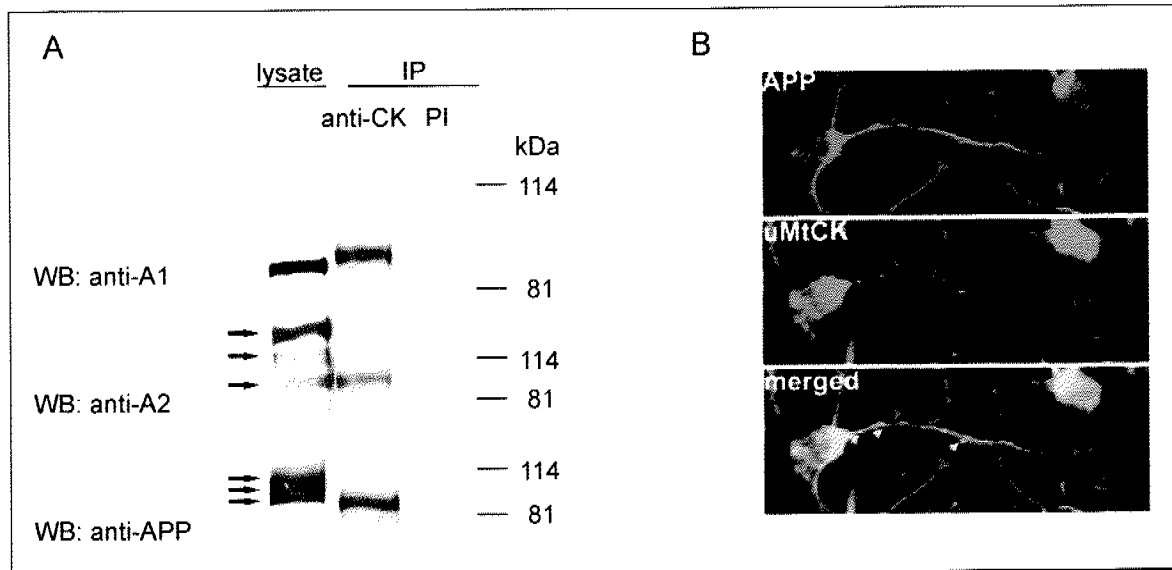 A
B
lysate
IP
anti-CK PI
kDa
114
WB: anti-A1
81
114
WB: anti-A2
81
114
WB: anti-APP
81
APP
uMtCK
merged